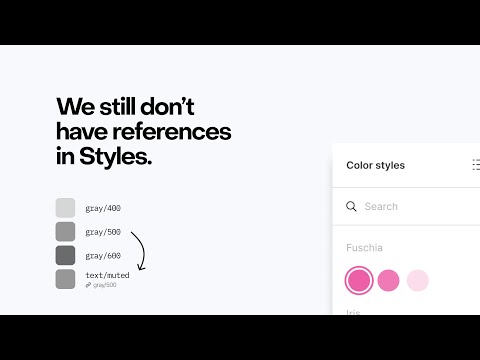 We still don't
have references
in Styles.
gray/400
gray/500
gray/600
text/muted
gray/500
Color styles
Search
Fuschia
Iris